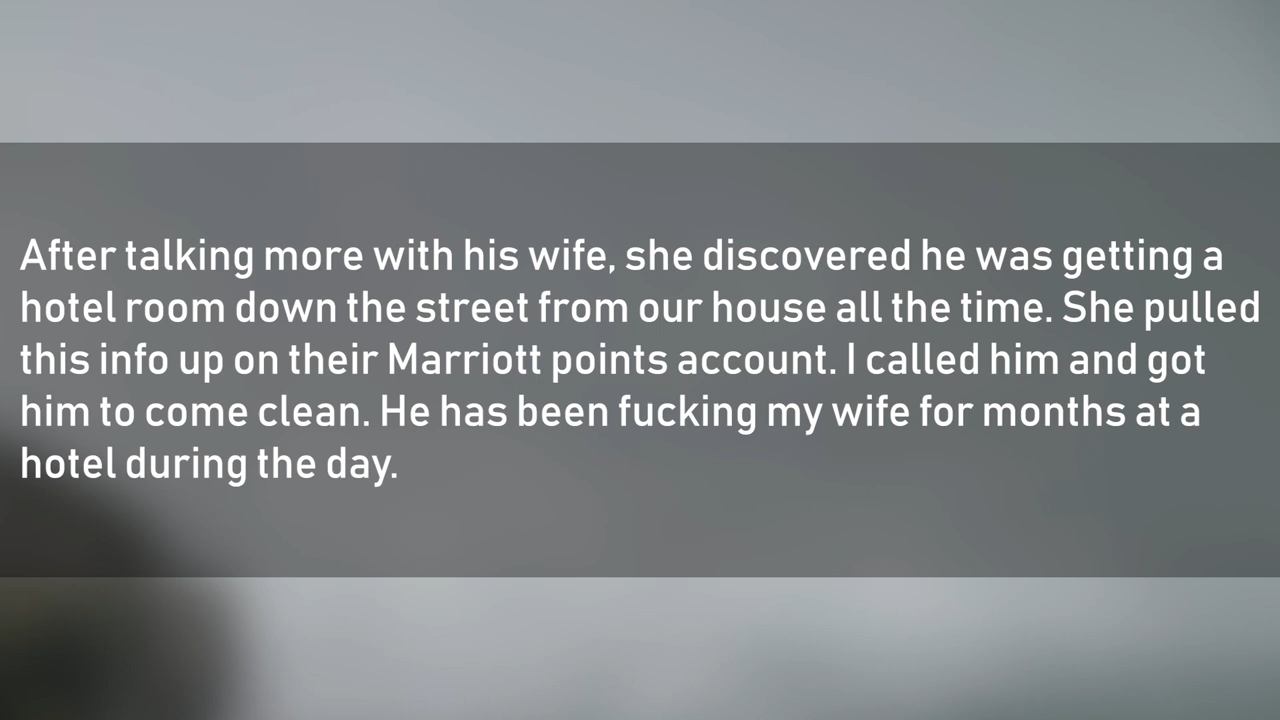 After talking more with his wife, she discovered he was getting a
hotel room down the street from our house all the time. She pulled
this info up on their Marriott points account. I called him and got
him to come clean. He has been fucking my wife for months at a
hotel during the day.